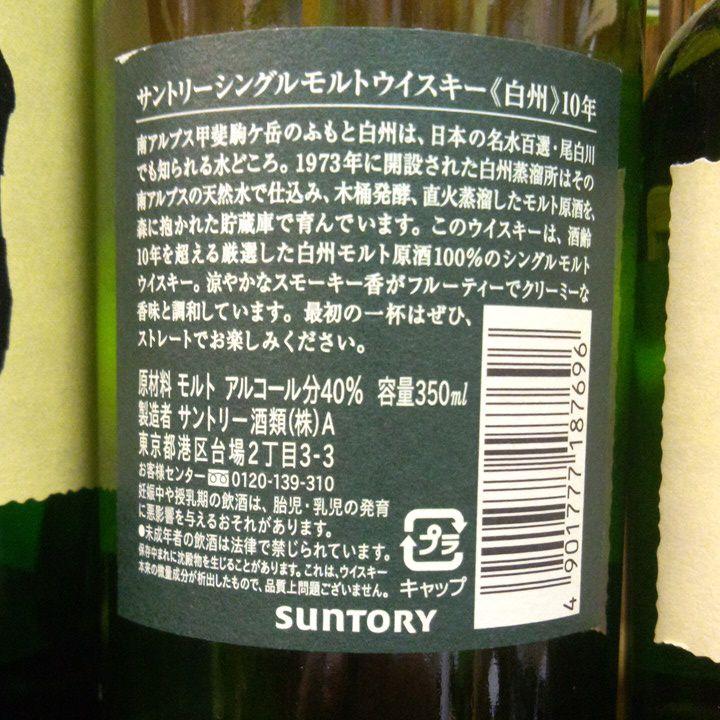 サントリーシングルモルトウイスキー《白州》10年
南アルプス甲斐駒ケ岳のふもと白州は、日本の名水百選・尾白川
でも知られる水どころ。1973年に開設された白州蒸溜所はその
南アルプスの天然水で仕込み、木桶発酵、直火蒸溜したモルト原酒を、
森に抱かれた貯蔵庫で育んでいます。このウイスキーは、酒齢
10年を超える厳選した白州モルト原酒100%のシングルモルト
ウイスキー。涼やかなスモーキー香がフルーティーでクリーミーな
香味と調和しています。最初の一杯はぜひ、
ストレートでお楽しみください。
原材料 モルト アルコール分40% 容量350ml
製造者 サントリー酒類(株)A
東京都港区台場2丁目3-3
お客様センター 0120-139-310
妊娠中や授乳期の飲酒は、胎児・乳児の発育
に悪影響を与えるおそれがあります。
●未成年者の飲酒は法律で禁じられています。
保存中まれに沈殿物を生じることがあります。これは、ウイスキー
本来の微量成分が析出したもので、品質上問題ございません。
プラ
キャップ
SUNTORY
4 901777 187696